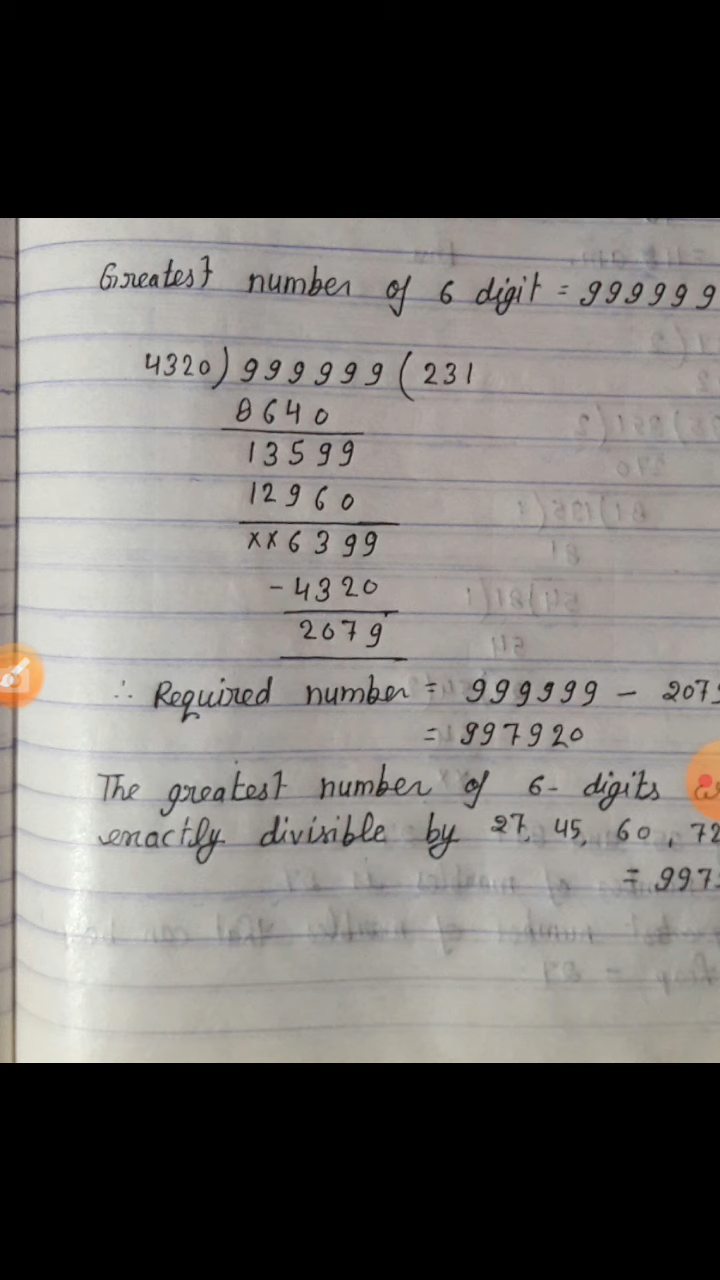 Greatest number of 6 digit = 999999
4320) 999999 (231
8640
13599
12960
xx6399
- 4320
2079
∴ Required number = 999999 - 2079
= 997920
The greatest number of 6- digits
exactly divisible by 27, 45, 60, 72
= 997